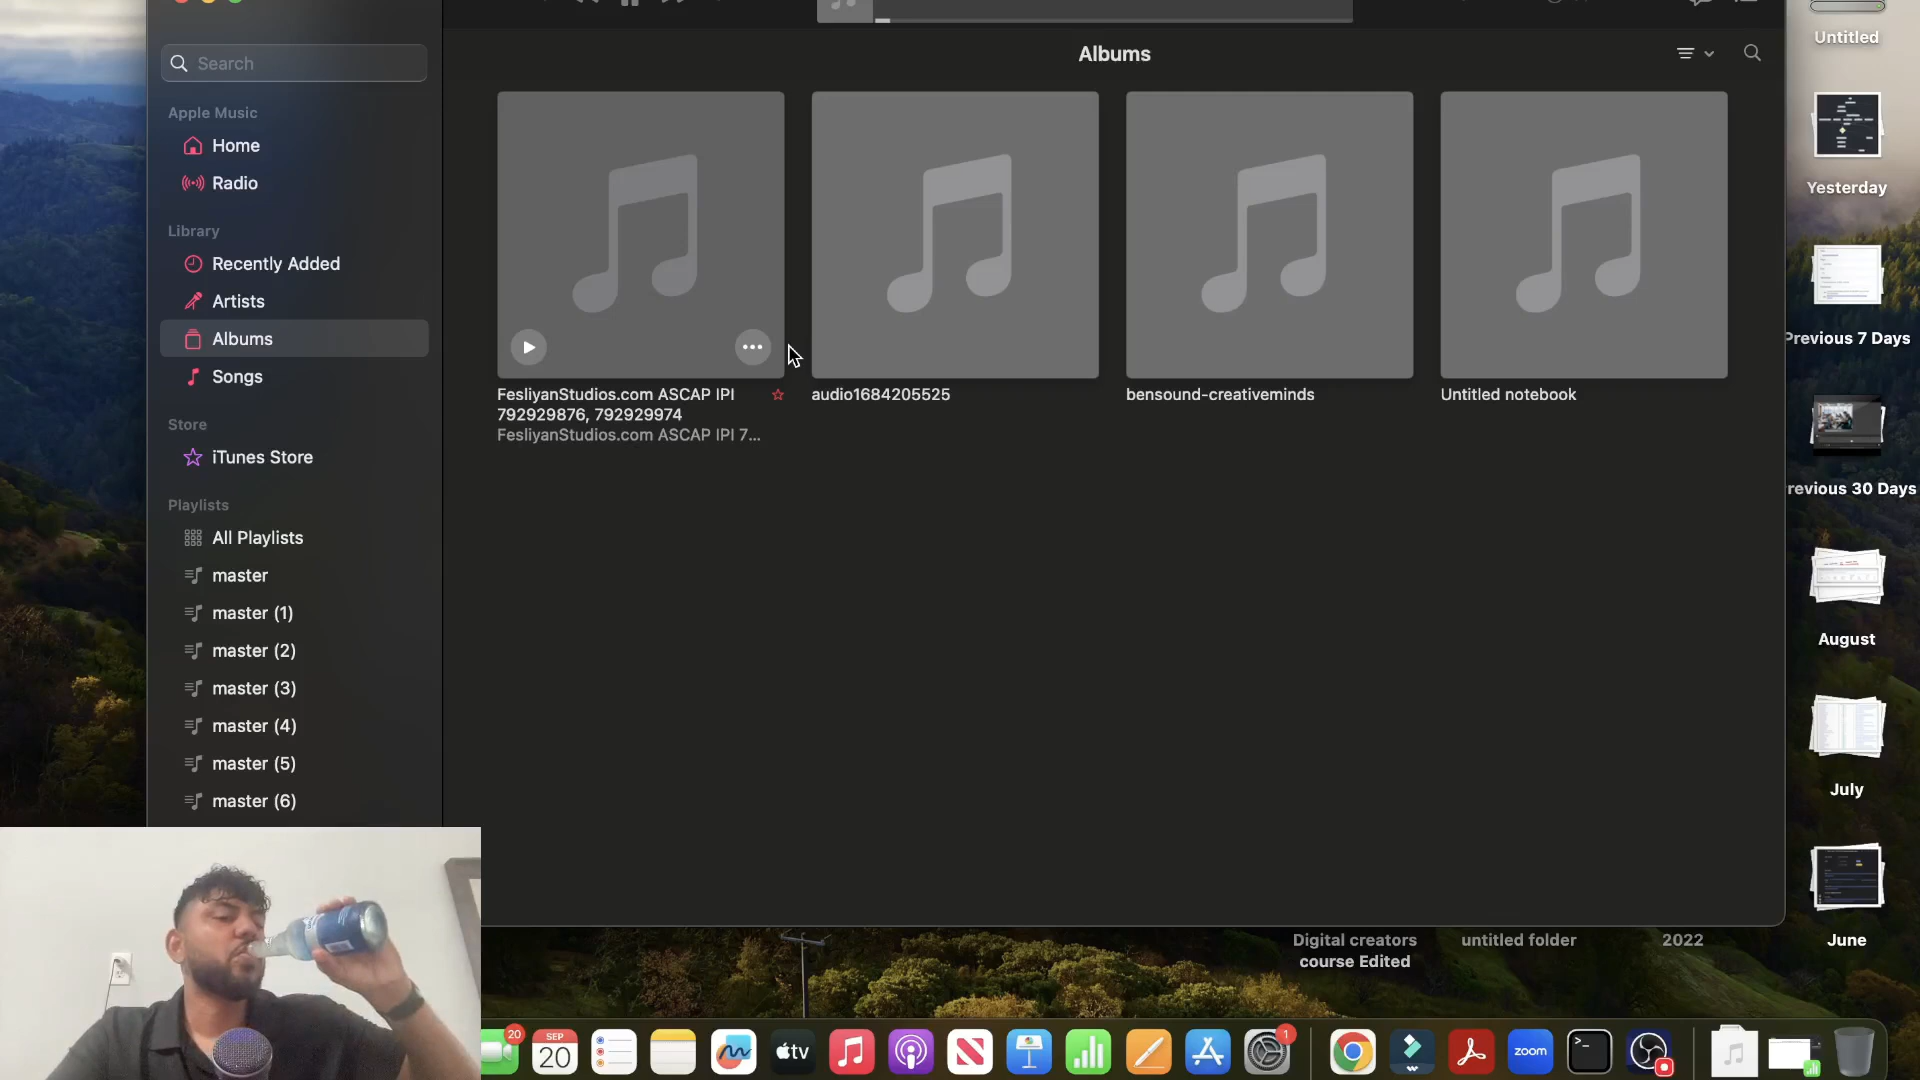 Search
Apple Music
Home
Radio
Library
Recently Added
Artists
Albums
Songs
Store
iTunes Store
Playlists
All Playlists
master
master (1)
master (2)
master (3)
master (4)
master (5)
master (6)
Albums
FesliyanStudios.com ASCAP IPI
792929876, 792929974
FesliyanStudios.com ASCAP IPI 7...
audio1684205525
bensound-creativeminds
Untitled notebook
Untitled
Yesterday
Previous 7 Days
revious 30 Days
August
July
June
Digital creators
course Edited
untitled folder
2022
20
SEP
20
tv
1
zoom